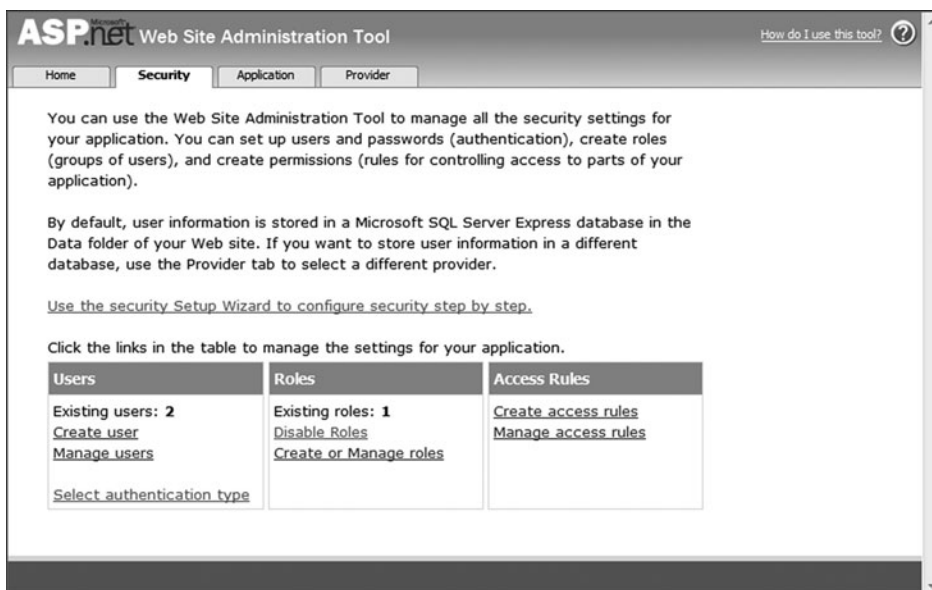 Microsoft
ASP.net Web Site Administration Tool
How do I use this tool? ?
Home Security Application Provider
You can use the Web Site Administration Tool to manage all the security settings for
your application. You can set up users and passwords (authentication), create roles
(groups of users), and create permissions (rules for controlling access to parts of your
application).
By default, user information is stored in a Microsoft SQL Server Express database in the
Data folder of your Web site. If you want to store user information in a different
database, use the Provider tab to select a different provider.
Use the security Setup Wizard to configure security step by step.
Click the links in the table to manage the settings for your application.
Users Roles Access Rules
Existing users: 2 Existing roles: 1 Create access rules
Create user Disable Roles Manage access rules
Manage users Create or Manage roles
Select authentication type